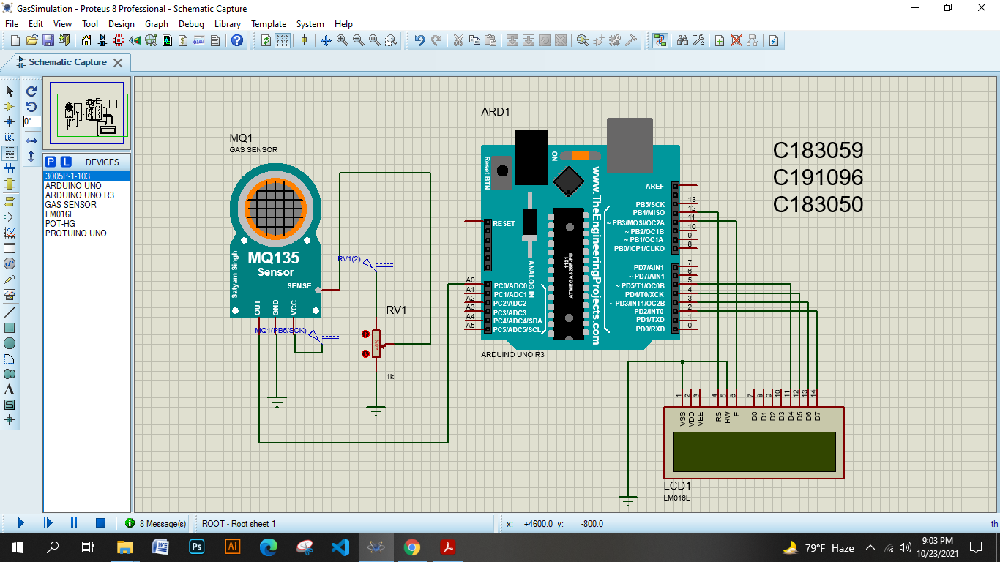 GasSimulation - Proteus 8 Professional - Schematic Capture
File Edit View Tool Design Graph Debug Library Template System Help
Schematic Capture
0°
LBL
P L DEVICES
3005P-1-103
ARDUINO UNO
ARDUINO UNO R3
GAS SENSOR
LM016L
POT-HG
PROTUINO UNO
A
S
MQ1
GAS SENSOR
MQ135
Sensor
Satyam Singh
SENSE
OUT
GND
VCC
MQ1(PB5/SCK)
RV1(2)
RV1
40%
1k
ARD1
Reset BTN
ON
www.TheEngineeringProjects.com
1121
ATMEGA328P-PU
ANALOG IN
RESET
A0 PC0/ADC0
A1 PC1/ADC1
A2 PC2/ADC2
A3 PC3/ADC3
A4 PC4/ADC4/SDA
A5 PC5/ADC5/SCL
AREF
PB5/SCK 13
PB4/MISO 12
~ PB3/MOSI/OC2A 11
~ PB2/OC1B 10
~ PB1/OC1A 9
PB0/ICP1/CLKO 8
PD7/AIN1 7
~ PD7/AIN1 6
~ PD5/T1/OC0B 5
PD4/T0/XCK 4
~ PD3/INT1/OC2B 3
PD2/INT0 2
PD1/TXD 1
PD0/RXD 0
ARDUINO UNO R3
C183059
C191096
C183050
1 2 3 4 5 6 7 8 9 10 11 12 13 14
VSS VDD VEE RS RW E D0 D1 D2 D3 D4 D5 D6 D7
LCD1
LM016L
8 Message(s) ROOT - Root sheet 1 x: +4600.0 y: -800.0 th
79°F Haze
9:03 PM
10/23/2021